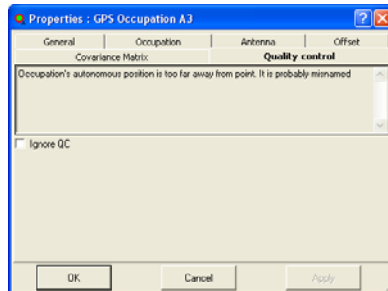 Properties : GPS Occupation A3
General Occupation Antenna Offset
Covariance Matrix Quality control
Occupation's autonomous position is too far away from point. It is probably misnamed
Ignore QC
OK Cancel Apply